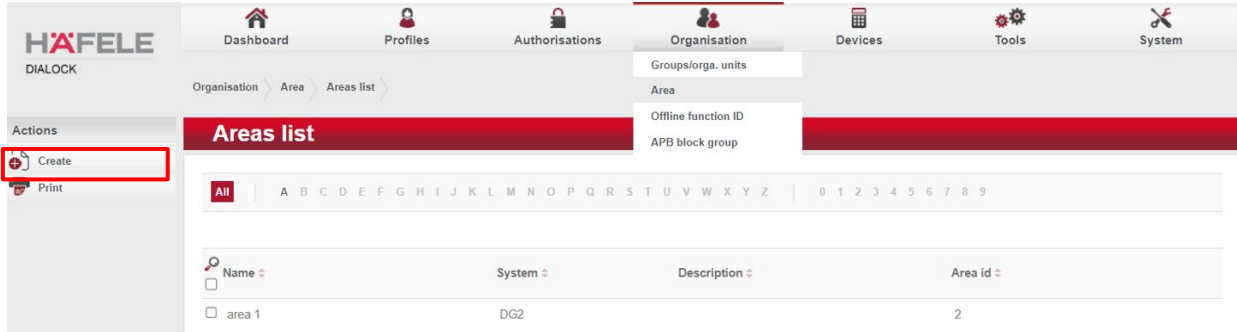 HÄFELE
DIALOCK
Dashboard Profiles Authorisations Organisation Devices Tools System
Groups/orga. units
Area
Offline function ID
APB block group
Organisation Area Areas list
Actions
Create
Print
Areas list
All A B C D E F G H I J K L M N O P Q R S T U V W X Y Z 0 1 2 3 4 5 6 7 8 9
Name System Description Area id
area 1 DG2 2